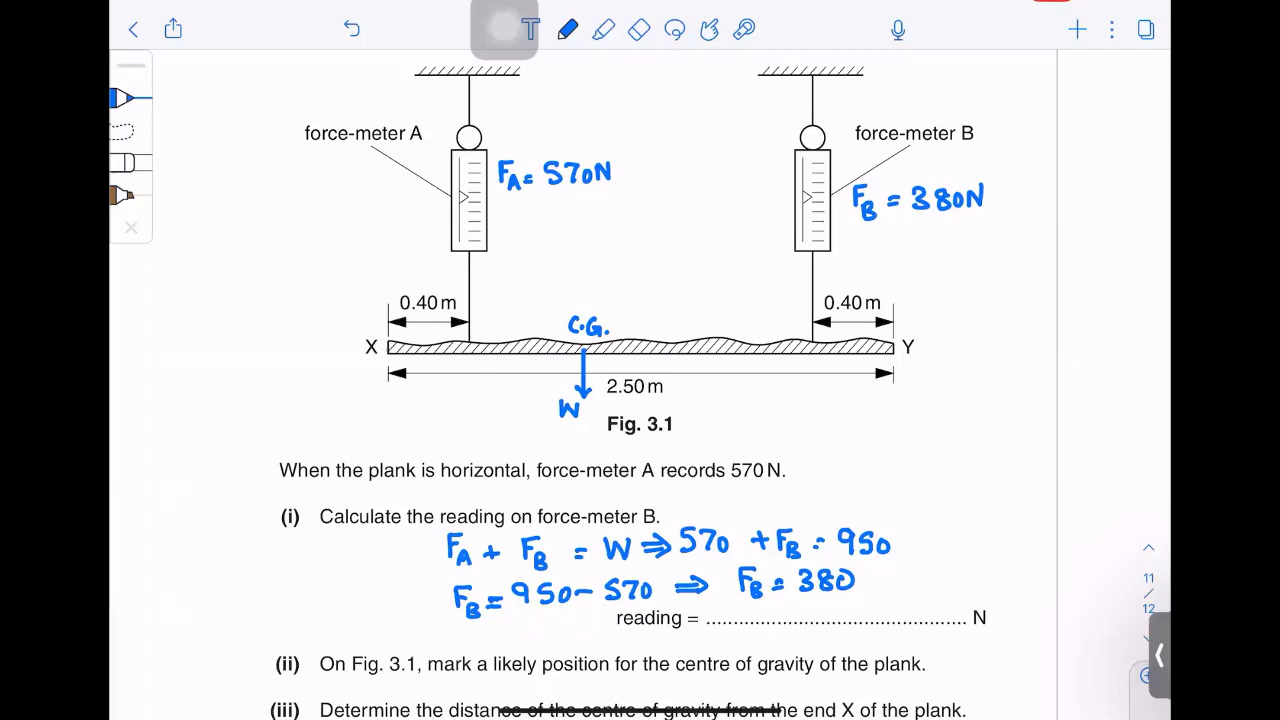 T
force-meter A
force-meter B
FA = 570N
FB = 380N
0.40 m
0.40 m
C.G.
X
Y
2.50 m
W
Fig. 3.1
When the plank is horizontal, force-meter A records 570 N.
(i) Calculate the reading on force-meter B.
FA + FB = W ⇒ 570 + FB = 950
FB = 950 − 570 ⇒ FB = 380
reading = ................................................ N
(ii) On Fig. 3.1, mark a likely position for the centre of gravity of the plank.
(iii) Determine the distance of the centre of gravity from the end X of the plank.
11
/
12